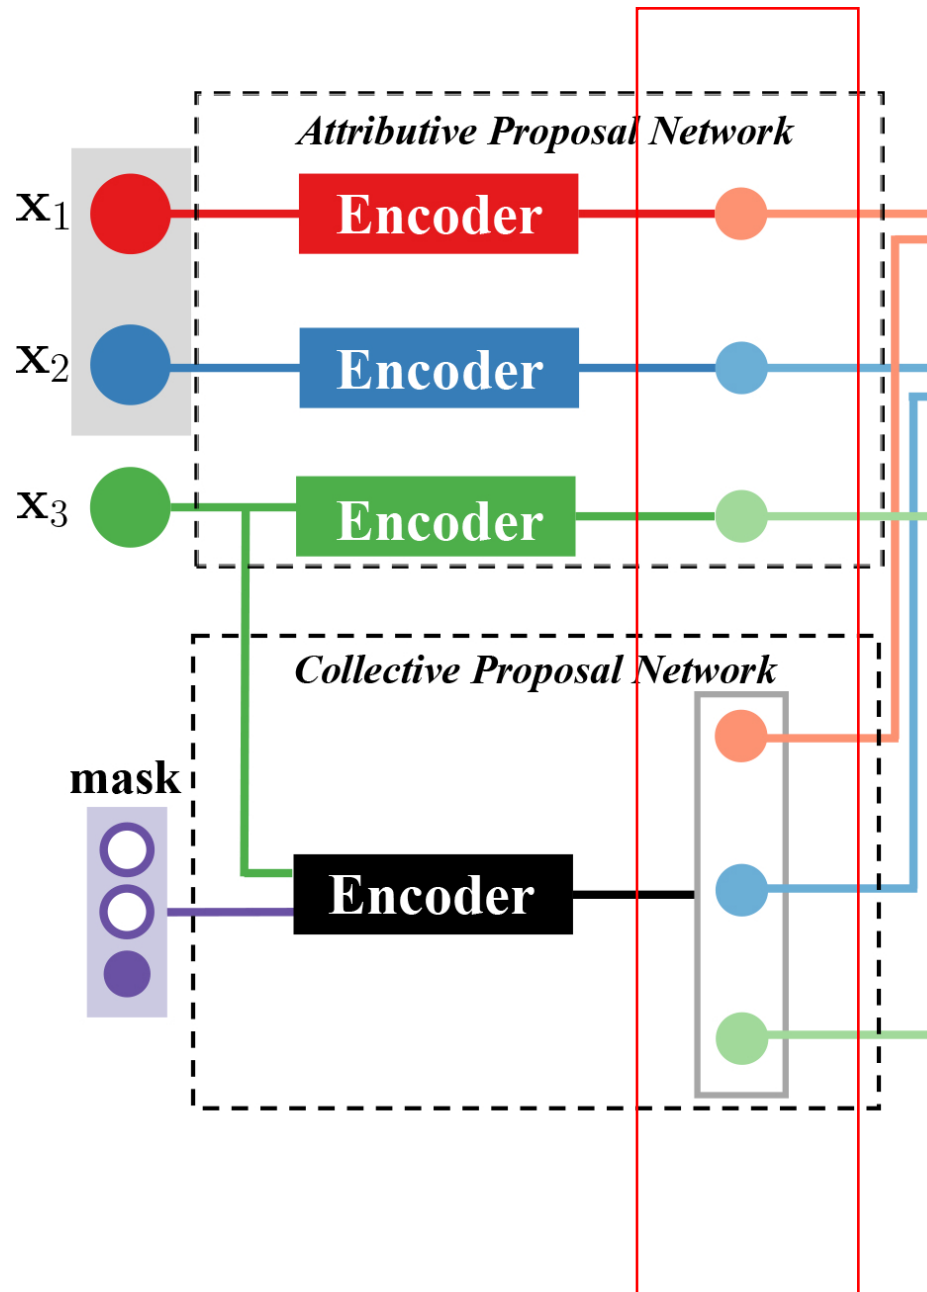 Attributive Proposal Network
x₁ Encoder
x₂ Encoder
x₃ Encoder
Collective Proposal Network
mask
Encoder